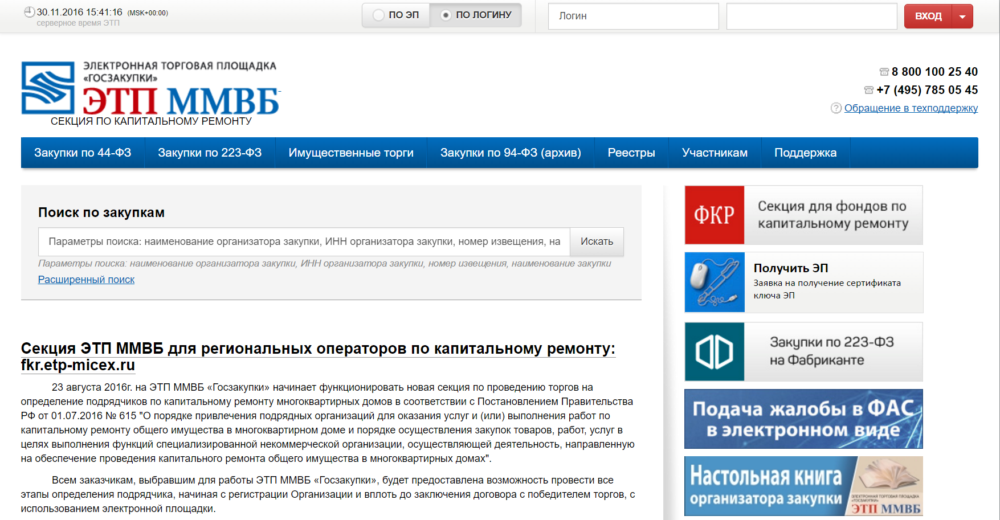 30.11.2016 15:41:16 (MSK+00:00)
серверное время ЭТП
ПО ЭП
ПО ЛОГИНУ
Логин
ВХОД
ЭЛЕКТРОННАЯ ТОРГОВАЯ ПЛОЩАДКА
«ГОСЗАКУПКИ»
ЭТП ММВБ
СЕКЦИЯ ПО КАПИТАЛЬНОМУ РЕМОНТУ
8 800 100 25 40
+7 (495) 785 05 45
Обращение в техподдержку
Закупки по 44-ФЗ
Закупки по 223-ФЗ
Имущественные торги
Закупки по 94-ФЗ (архив)
Реестры
Участникам
Поддержка
Поиск по закупкам
Параметры поиска: наименование организатора закупки, ИНН организатора закупки, номер извещения, на
Искать
Параметры поиска: наименование организатора закупки, ИНН организатора закупки, номер извещения, наименование закупки
Расширенный поиск
Секция ЭТП ММВБ для региональных операторов по капитальному ремонту:
fkr.etp-micex.ru
23 августа 2016г. на ЭТП ММВБ «Госзакупки» начинает функционировать новая секция по проведению торгов на
определение подрядчиков по капитальному ремонту многоквартирных домов в соответствии с Постановлением Правительства
РФ от 01.07.2016 № 615 "О порядке привлечения подрядных организаций для оказания услуг и (или) выполнения работ по
капитальному ремонту общего имущества в многоквартирном доме и порядке осуществления закупок товаров, работ, услуг в
целях выполнения функций специализированной некоммерческой организации, осуществляющей деятельность, направленную
на обеспечение проведения капитального ремонта общего имущества в многоквартирных домах".
Всем заказчикам, выбравшим для работы ЭТП ММВБ «Госзакупки», будет предоставлена возможность провести все
этапы определения подрядчика, начиная с регистрации Организации и вплоть до заключения договора с победителем торгов, с
использованием электронной площадки.
ФКР
Секция для фондов по
капитальному ремонту
Получить ЭП
Заявка на получение сертификата
ключа ЭП
Закупки по 223-ФЗ
на Фабриканте
Подача жалобы в ФАС
в электронном виде
Настольная книга
организатора закупки
ЭЛЕКТРОННАЯ ТОРГОВАЯ ПЛОЩАДКА
«ГОСЗАКУПКИ»
ЭТП ММВБ